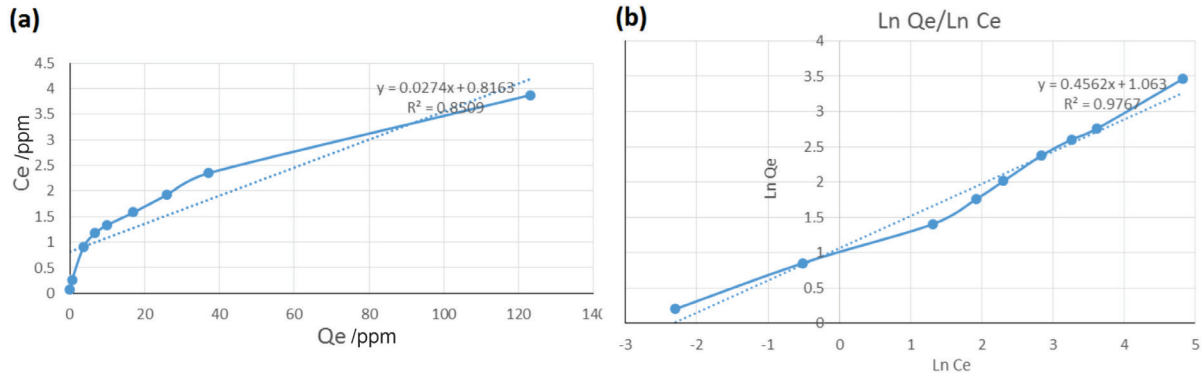 (a)
4.5
4
3.5
3
2.5
2
1.5
1
0.5
0
Ce /ppm
y = 0.0274x + 0.8163
R² = 0.8509
0 20 40 60 80 100 120 140
Qe /ppm
(b)
Ln Qe/Ln Ce
4
3.5
3
2.5
2
1.5
1
0.5
0
Ln Qe
y = 0.4562x + 1.063
R² = 0.9767
-3 -2 -1 0 1 2 3 4 5
Ln Ce